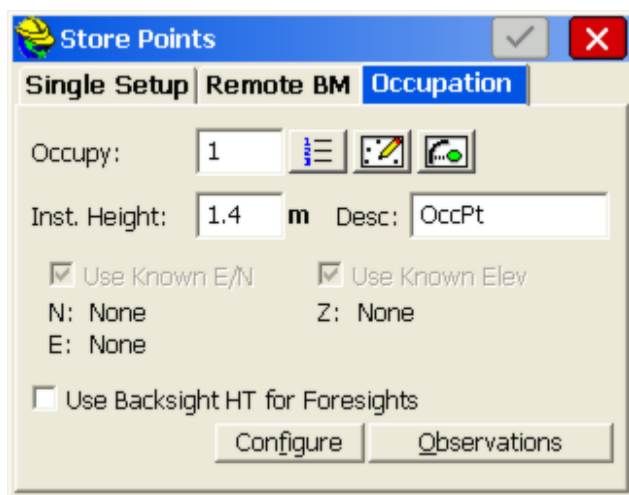 Store Points
Single Setup Remote BM Occupation
Occupy: 1
Inst. Height: 1.4 m Desc: OccPt
Use Known E/N Use Known Elev
N: None Z: None
E: None
Use Backsight HT for Foresights
Configure Observations